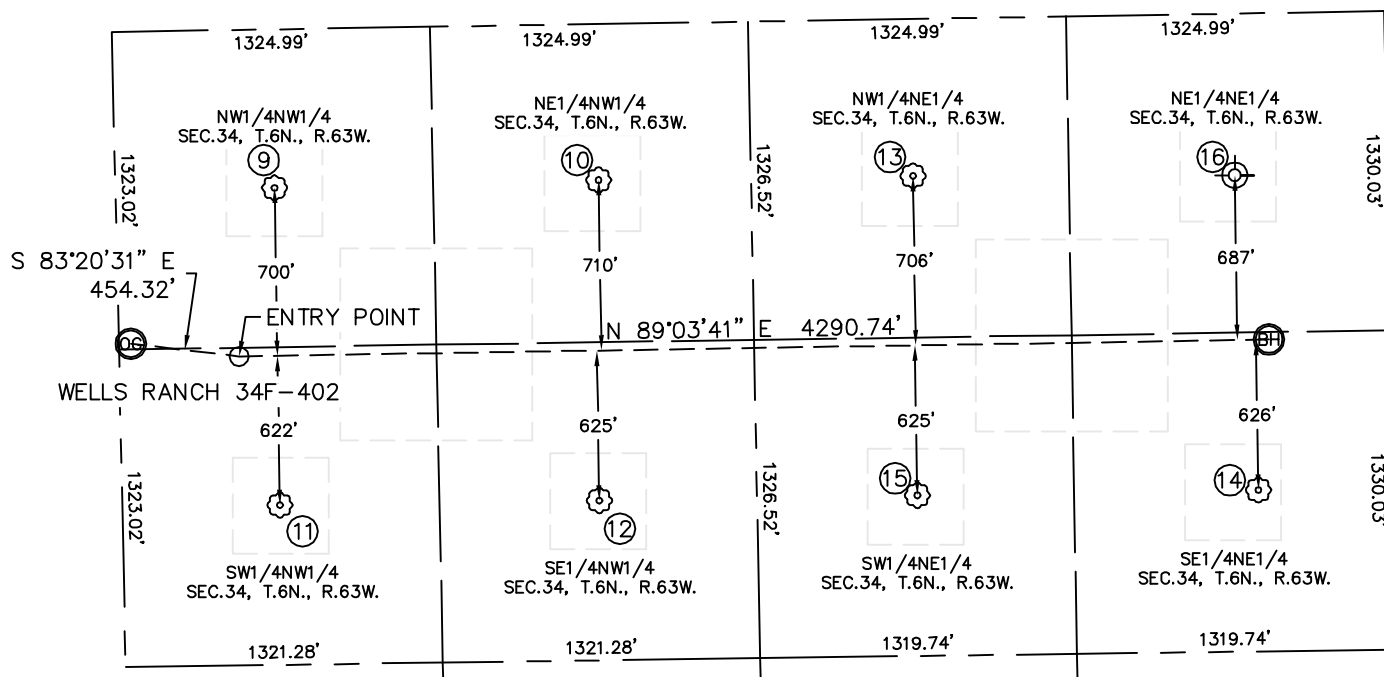 1324.99'
1324.99'
1324.99'
1324.99'
NW1/4NW1/4
SEC.34, T.6N., R.63W.
NE1/4NW1/4
SEC.34, T.6N., R.63W.
NW1/4NE1/4
SEC.34, T.6N., R.63W.
NE1/4NE1/4
SEC.34, T.6N., R.63W.
9
10
13
16
1323.02'
1326.52'
1330.03'
S 83°20'31" E
454.32'
700'
710'
706'
687'
ENTRY POINT
N 89°03'41" E 4290.74'
OG
BH
WELLS RANCH 34F-402
622'
625'
625'
626'
1323.02'
1326.52'
1330.03'
11
12
15
14
SW1/4NW1/4
SEC.34, T.6N., R.63W.
SE1/4NW1/4
SEC.34, T.6N., R.63W.
SW1/4NE1/4
SEC.34, T.6N., R.63W.
SE1/4NE1/4
SEC.34, T.6N., R.63W.
1321.28'
1321.28'
1319.74'
1319.74'